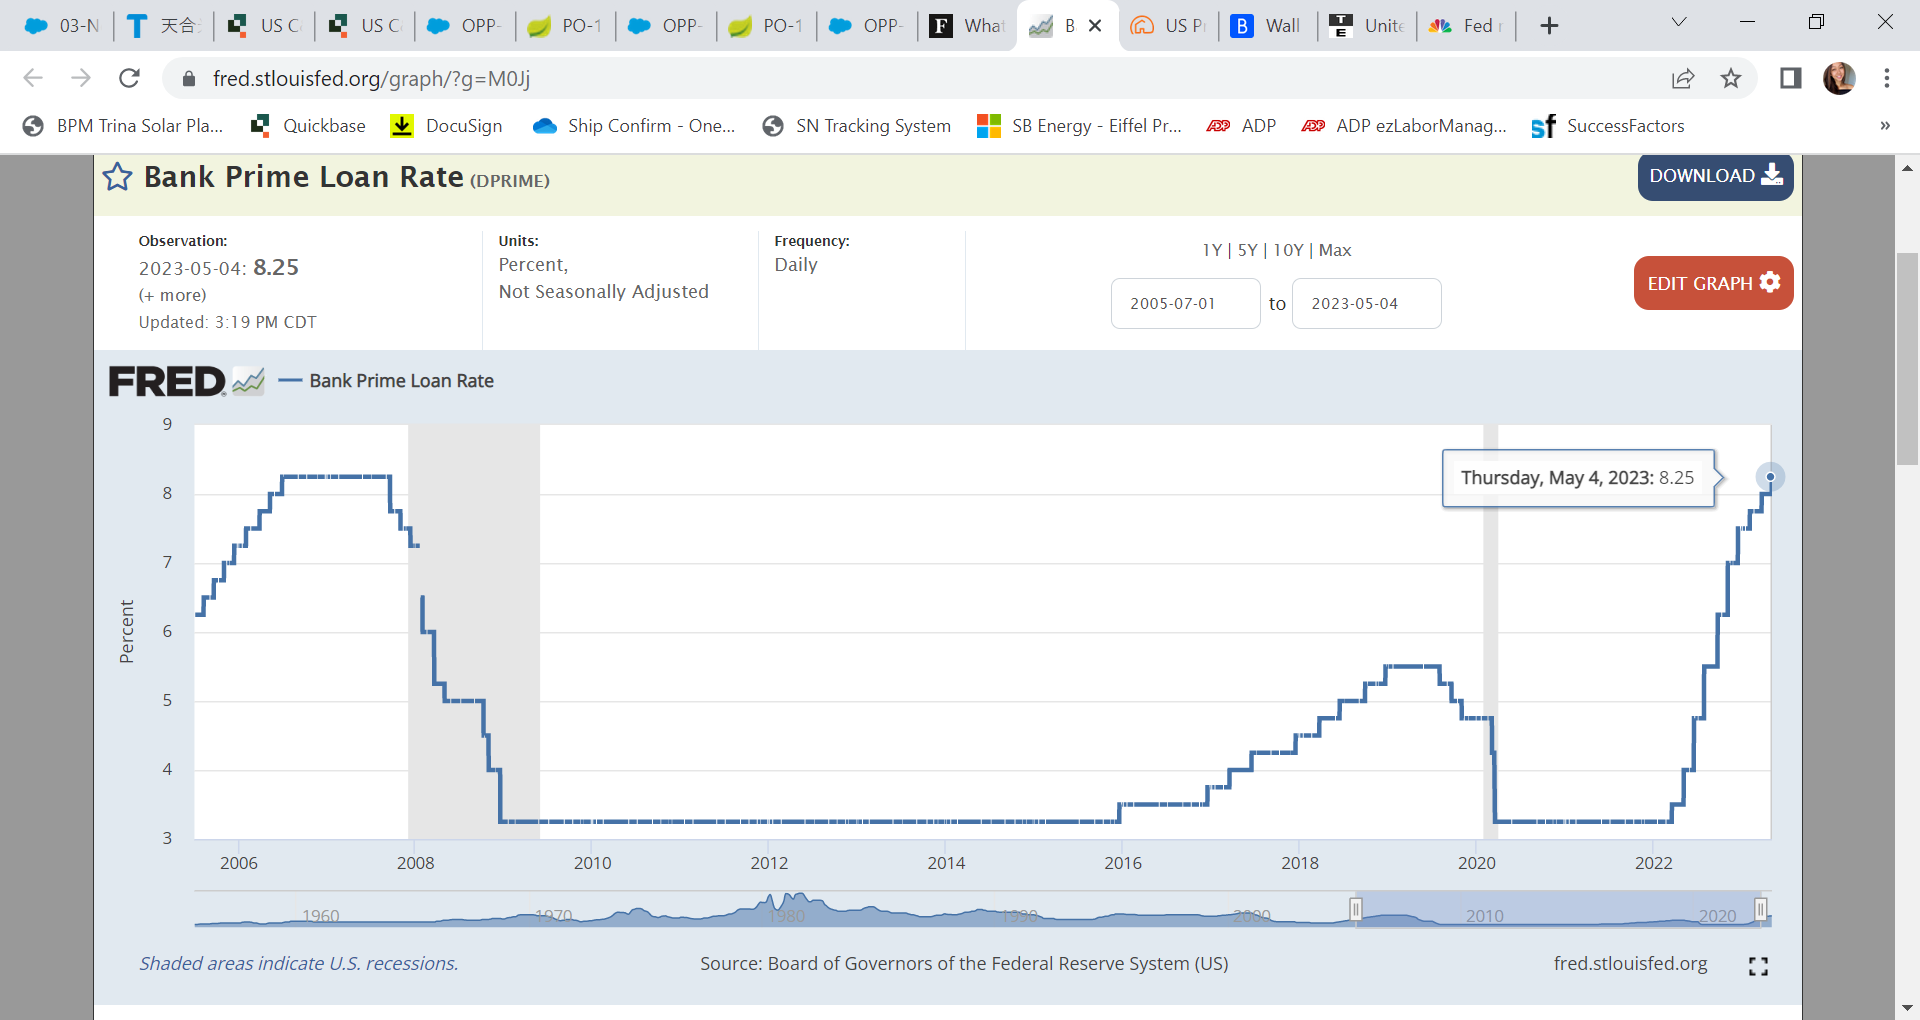 03-N
天合
US C
US C
OPP-
PO-1
OPP-
PO-1
OPP-
What
B
US P
Wall
Unite
Fed r
fred.stlouisfed.org/graph/?g=M0Jj
BPM Trina Solar Pla...
Quickbase
DocuSign
Ship Confirm - One...
SN Tracking System
SB Energy - Eiffel Pr...
ADP
ADP ezLaborManag...
SuccessFactors
»
Bank Prime Loan Rate (DPRIME)
DOWNLOAD
Observation:
2023-05-04: 8.25
(+ more)
Updated: 3:19 PM CDT
Units:
Percent,
Not Seasonally Adjusted
Frequency:
Daily
1Y | 5Y | 10Y | Max
2005-07-01 to 2023-05-04
EDIT GRAPH
FRED
Bank Prime Loan Rate
9
8
7
6
5
4
3
Percent
Thursday, May 4, 2023: 8.25
2006 2008 2010 2012 2014 2016 2018 2020 2022
1960 1970 1980 1990 2000 2010 2020
Shaded areas indicate U.S. recessions.
Source: Board of Governors of the Federal Reserve System (US)
fred.stlouisfed.org